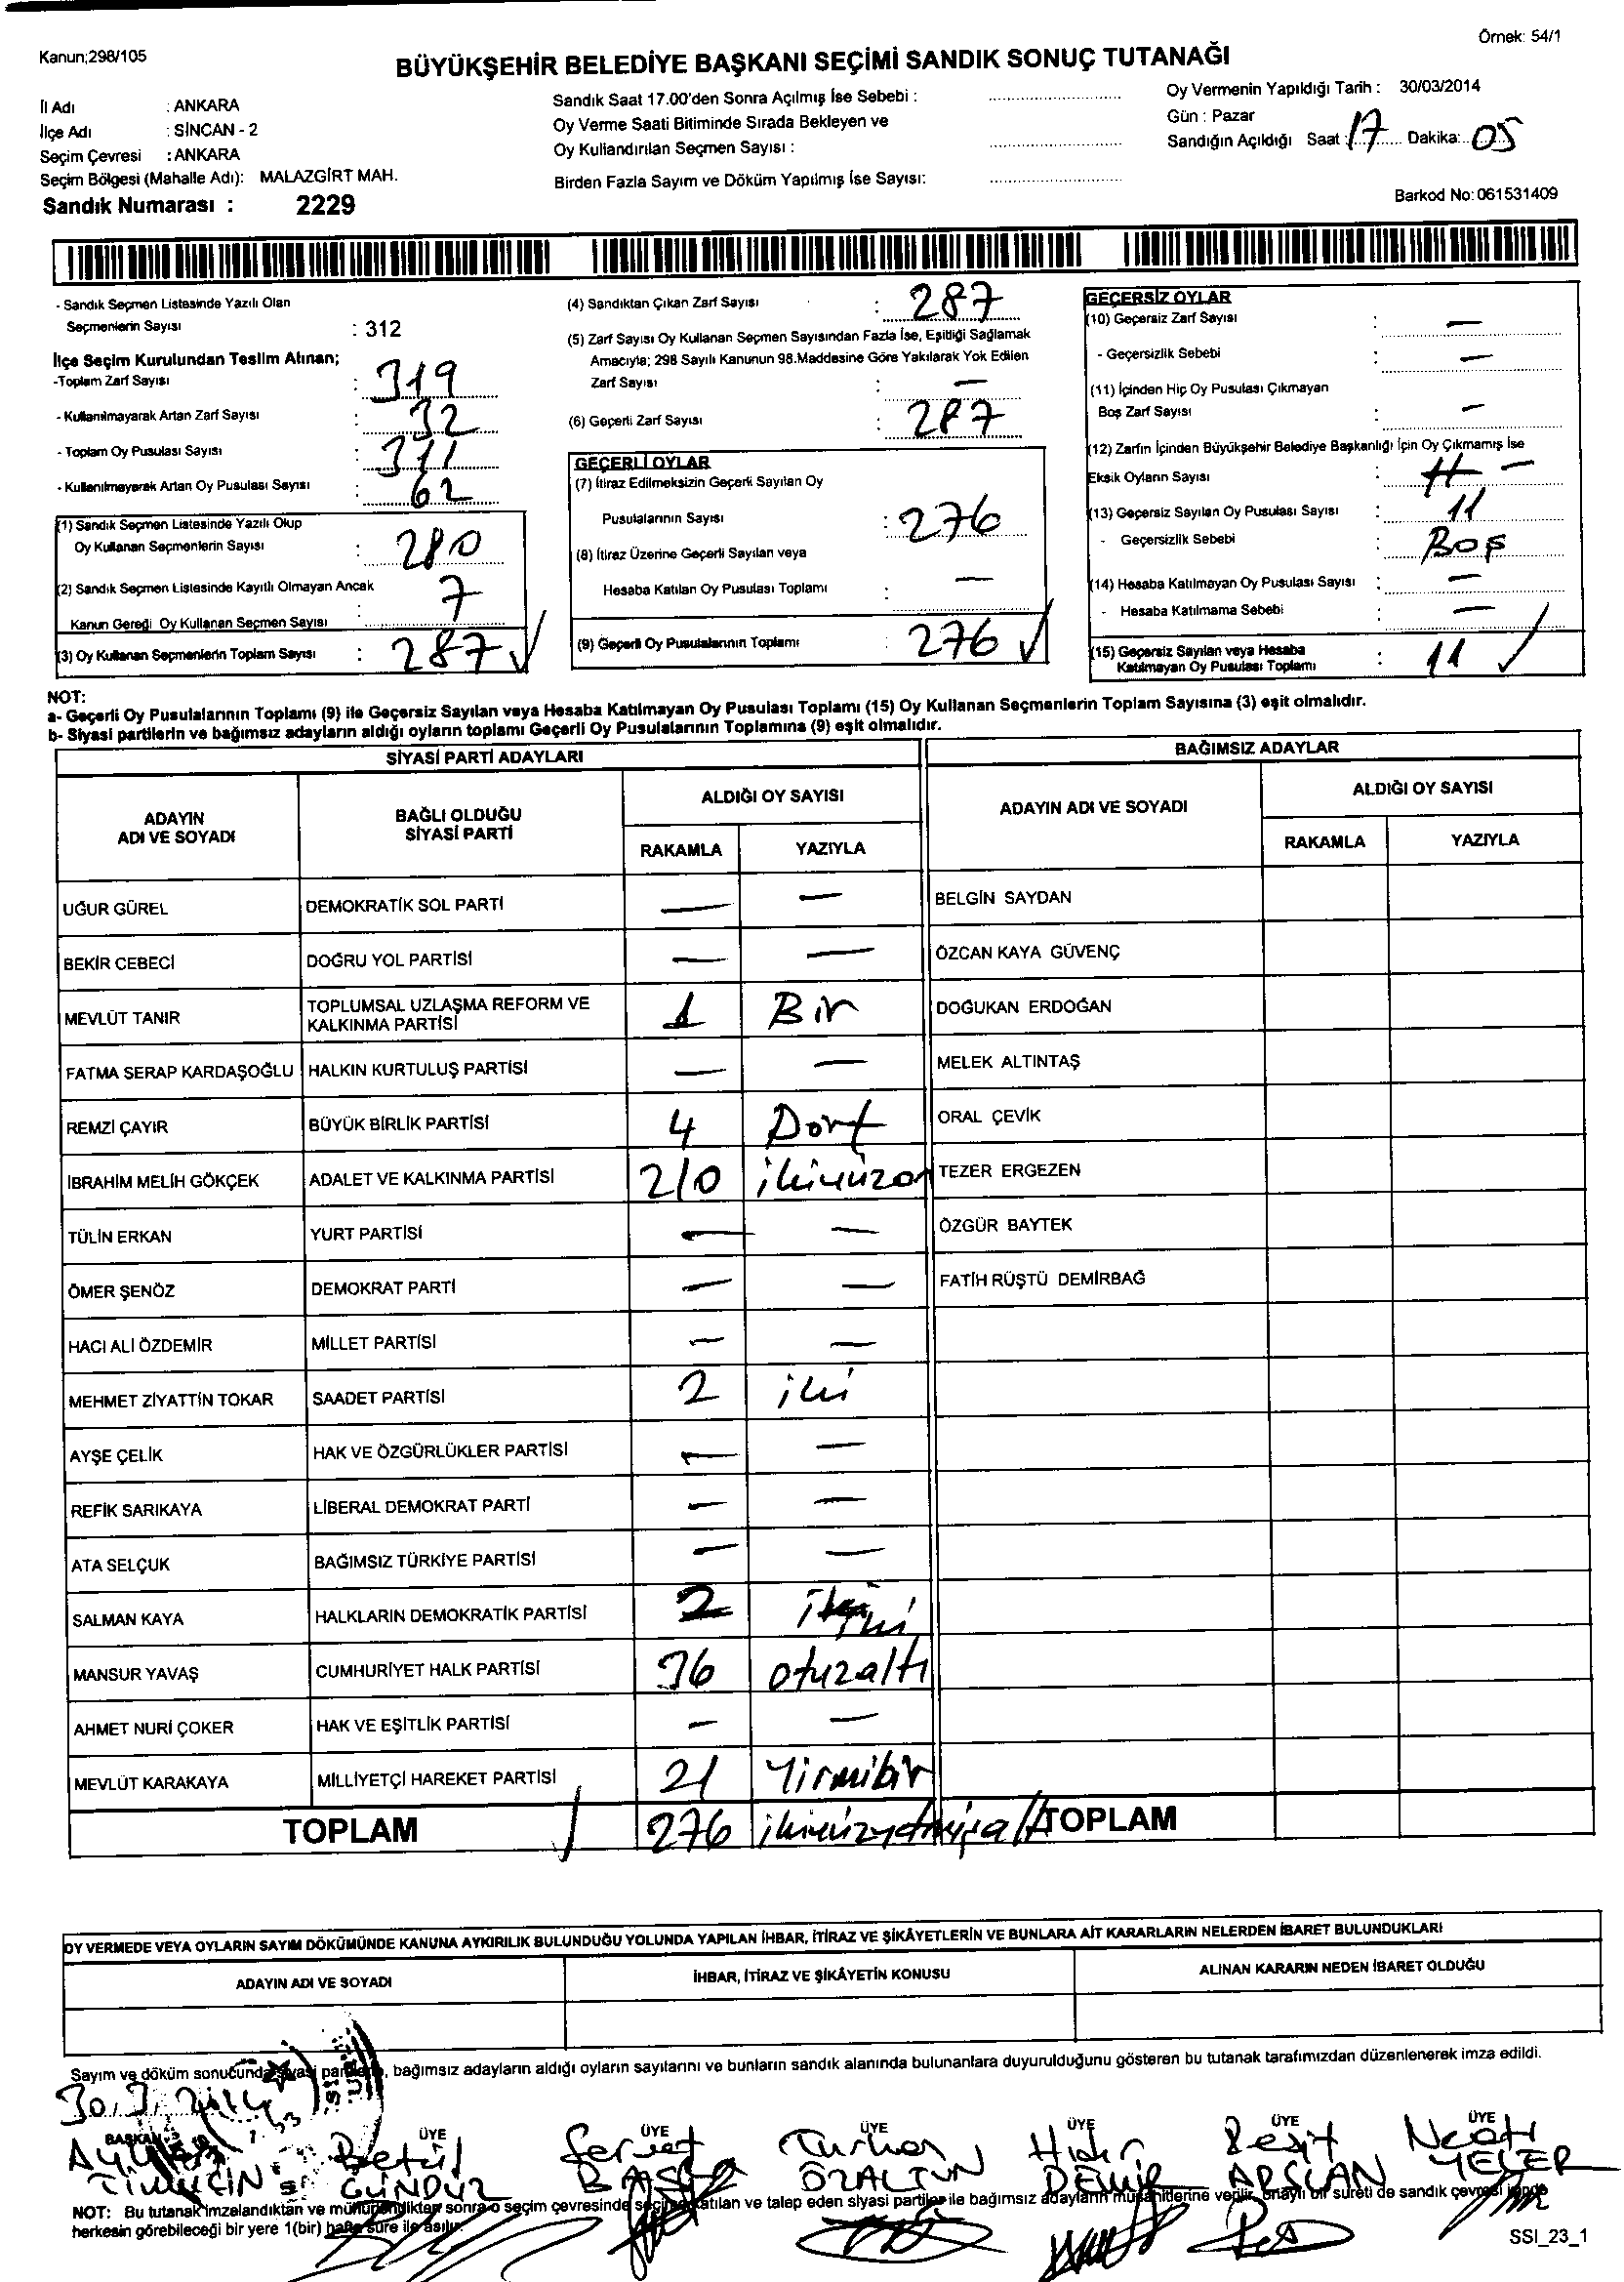 Örnek: 54/1
Kanun;298/105
BÜYÜKŞEHİR BELEDİYE BAŞKANI SEÇİMİ SANDIK SONUÇ TUTANAĞI
İl Adı : ANKARA
İlçe Adı : SİNCAN - 2
Seçim Çevresi : ANKARA
Seçim Bölgesi (Mahalle Adı): MALAZGİRT MAH.
Sandık Numarası : 2229
Sandık Saat 17.00'den Sonra Açılmış İse Sebebi :
Oy Verme Saati Bitiminde Sırada Bekleyen ve
Oy Kullandırılan Seçmen Sayısı :
Birden Fazla Sayım ve Döküm Yapılmış İse Sayısı:
Oy Vermenin Yapıldığı Tarih : 30/03/2014
Gün : Pazar
Sandığın Açıldığı Saat : 17 Dakika: 05
Barkod No: 061531409
- Sandık Seçmen Listesinde Yazılı Olan
Seçmenlerin Sayısı : 312
İlçe Seçim Kurulundan Teslim Alınan;
-Toplam Zarf Sayısı : 319
- Kullanılmayarak Artan Zarf Sayısı : 32
- Toplam Oy Pusulası Sayısı :
- Kullanılmayarak Artan Oy Pusulası Sayısı : 62
(1) Sandık Seçmen Listesinde Yazılı Olup
Oy Kullanan Seçmenlerin Sayısı : 280
(2) Sandık Seçmen Listesinde Kayıtlı Olmayan Ancak
Kanun Gereği Oy Kullanan Seçmen Sayısı : 7
(3) Oy Kullanan Seçmenlerin Toplam Sayısı : 287
(4) Sandıktan Çıkan Zarf Sayısı : 287
(5) Zarf Sayısı Oy Kullanan Seçmen Sayısından Fazla İse, Eşitliği Sağlamak
Amacıyla; 298 Sayılı Kanunun 98.Maddesine Göre Yakılarak Yok Edilen
Zarf Sayısı : —
(6) Geçerli Zarf Sayısı : 287
GEÇERLİ OYLAR
(7) İtiraz Edilmeksizin Geçerli Sayılan Oy
Pusulalarının Sayısı : 276
(8) İtiraz Üzerine Geçerli Sayılan veya
Hesaba Katılan Oy Pusulası Toplamı : —
(9) Geçerli Oy Pusulalarının Toplamı : 276
GEÇERSİZ OYLAR
(10) Geçersiz Zarf Sayısı : —
- Geçersizlik Sebebi : —
(11) İçinden Hiç Oy Pusulası Çıkmayan
Boş Zarf Sayısı : —
(12) Zarfın İçinden Büyükşehir Belediye Başkanlığı İçin Oy Çıkmamış İse
Eksik Oyların Sayısı : —
(13) Geçersiz Sayılan Oy Pusulası Sayısı : 11
- Geçersizlik Sebebi : Boş
(14) Hesaba Katılmayan Oy Pusulası Sayısı : —
- Hesaba Katılmama Sebebi : —
(15) Geçersiz Sayılan veya Hesaba
Katılmayan Oy Pusulası Toplamı : 11
NOT:
a- Geçerli Oy Pusulalarının Toplamı (9) ile Geçersiz Sayılan veya Hesaba Katılmayan Oy Pusulası Toplamı (15) Oy Kullanan Seçmenlerin Toplam Sayısına (3) eşit olmalıdır.
b- Siyasi partilerin ve bağımsız adayların aldığı oyların toplamı Geçerli Oy Pusulalarının Toplamına (9) eşit olmalıdır.
SİYASİ PARTİ ADAYLARI
ADAYIN ADI VE SOYADI BAĞLI OLDUĞU SİYASİ PARTİ ALDIĞI OY SAYISI
RAKAMLA YAZIYLA
UĞUR GÜREL DEMOKRATİK SOL PARTİ — —
BEKİR CEBECİ DOĞRU YOL PARTİSİ — —
MEVLÜT TANIR TOPLUMSAL UZLAŞMA REFORM VE KALKINMA PARTİSİ 1 Bir
FATMA SERAP KARDAŞOĞLU HALKIN KURTULUŞ PARTİSİ — —
REMZİ ÇAYIR BÜYÜK BİRLİK PARTİSİ 4 Dört
İBRAHİM MELİH GÖKÇEK ADALET VE KALKINMA PARTİSİ 210 ikiyüzon
TÜLİN ERKAN YURT PARTİSİ — —
ÖMER ŞENÖZ DEMOKRAT PARTİ — —
HACI ALİ ÖZDEMİR MİLLET PARTİSİ — —
MEHMET ZİYATTİN TOKAR SAADET PARTİSİ 2 iki
AYŞE ÇELİK HAK VE ÖZGÜRLÜKLER PARTİSİ — —
REFİK SARIKAYA LİBERAL DEMOKRAT PARTİ — —
ATA SELÇUK BAĞIMSIZ TÜRKİYE PARTİSİ — —
SALMAN KAYA HALKLARIN DEMOKRATİK PARTİSİ 2 iki
MANSUR YAVAŞ CUMHURİYET HALK PARTİSİ 36 otuzaltı
AHMET NURİ ÇOKER HAK VE EŞİTLİK PARTİSİ — —
MEVLÜT KARAKAYA MİLLİYETÇİ HAREKET PARTİSİ 21 Yirmibir
TOPLAM 276 ikiyüzyetmişaltı
BAĞIMSIZ ADAYLAR
ADAYIN ADI VE SOYADI ALDIĞI OY SAYISI
RAKAMLA YAZIYLA
BELGİN SAYDAN
ÖZCAN KAYA GÜVENÇ
DOĞUKAN ERDOĞAN
MELEK ALTINTAŞ
ORAL ÇEVİK
TEZER ERGEZEN
ÖZGÜR BAYTEK
FATİH RÜŞTÜ DEMİRBAĞ
TOPLAM
OY VERMEDE VEYA OYLARIN SAYIM DÖKÜMÜNDE KANUNA AYKIRILIK BULUNDUĞU YOLUNDA YAPILAN İHBAR, İTİRAZ VE ŞİKÂYETLERİN VE BUNLARA AİT KARARLARIN NELERDEN İBARET BULUNDUKLARI
ADAYIN ADI VE SOYADI İHBAR, İTİRAZ VE ŞİKÂYETİN KONUSU ALINAN KARARIN NEDEN İBARET OLDUĞU
Sayım ve döküm sonucunda siyasi partilerin, bağımsız adayların aldığı oyların sayılarını ve bunların sandık alanında bulunanlara duyurulduğunu gösteren bu tutanak tarafımızdan düzenlenerek imza edildi.
30.3.2014
BAŞKAN ÜYE ÜYE ÜYE ÜYE ÜYE ÜYE
Betül Servet Turhan Hıdır Reşit Necati
GÜNDÜZ ÖZALTUN DEMİR ARSLAN
NOT: Bu tutanak imzalandıktan ve mühürlendikten sonra o seçim çevresinde seçime katılan ve talep eden siyasi partiler ile bağımsız adayların müşahitlerine verilir, onaylı bir sureti de sandık çevresi içinde
herkesin görebileceği bir yere 1(bir) hafta süre ile asılır.
SSI_23_1